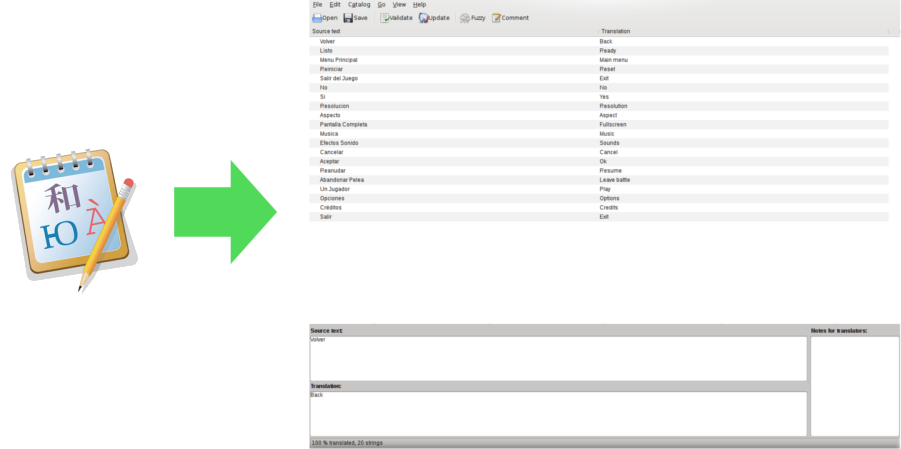 File Edit Catalog Go View Help
Open Save Validate Update Fuzzy Comment
Source text Translation
Volver Back
Listo Ready
Menu Principal Main menu
Reiniciar Reset
Salir del Juego Exit
No No
Si Yes
Resolucion Resolution
Aspecto Aspect
Pantalla Completa Fullscreen
Musica Music
Efectos Sonido Sounds
Cancelar Cancel
Aceptar Ok
Reanudar Resume
Abandonar Pelea Leave battle
Un Jugador Play
Opciones Options
Créditos Credits
Salir Exit
和
Ю À
Source text: Notes for translators:
Volver
Translation:
Back
100 % translated, 20 strings